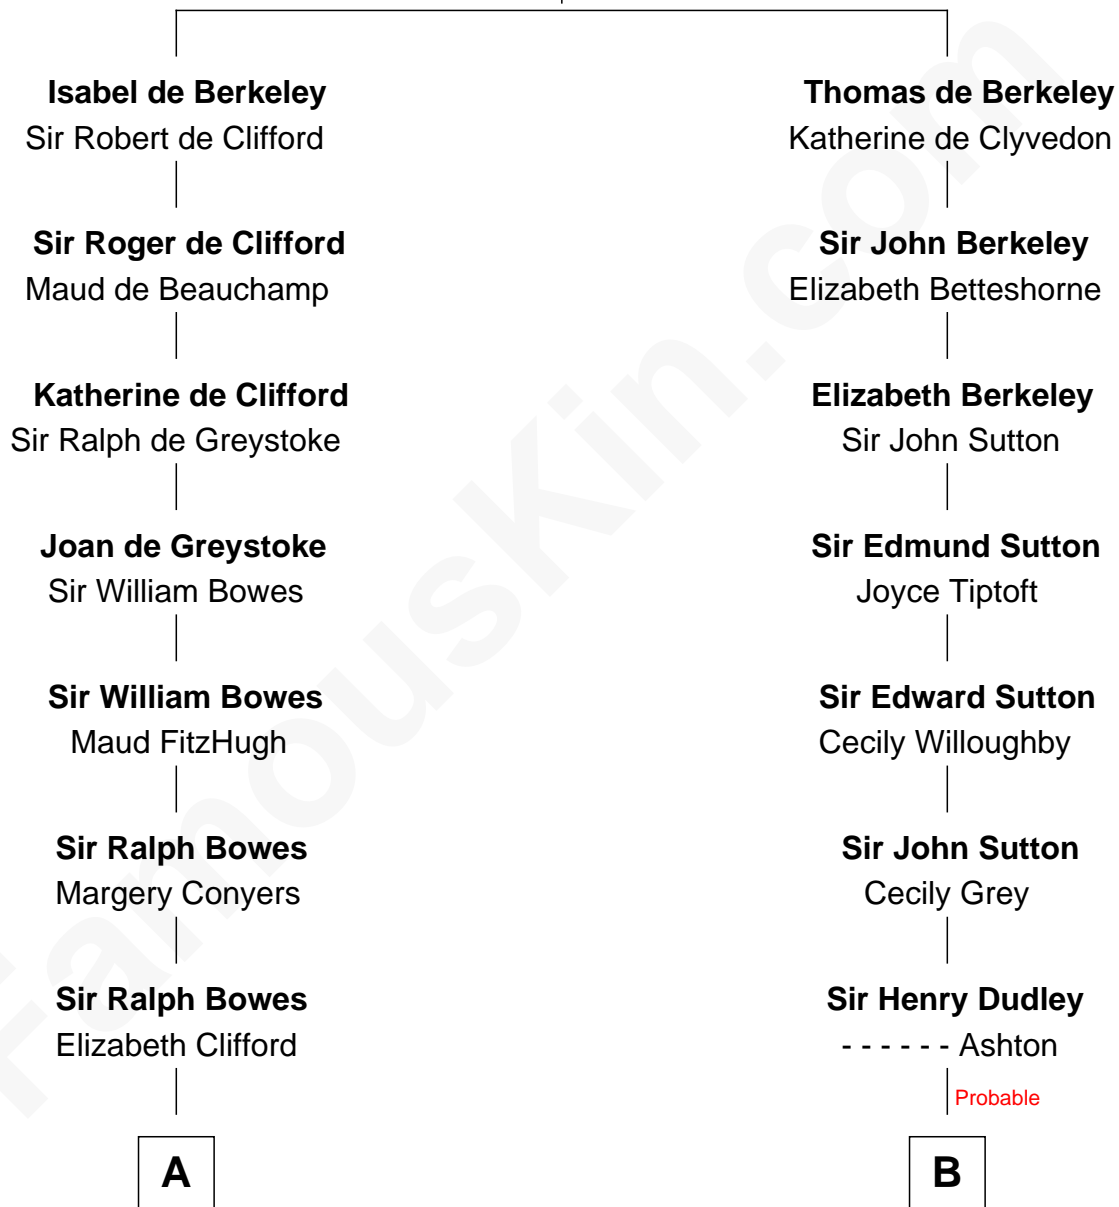 Isabel de Berkeley
Sir Robert de Clifford
Sir Roger de Clifford
Maud de Beauchamp
Katherine de Clifford
Sir Ralph de Greystoke
Joan de Greystoke
Sir William Bowes
Sir William Bowes
Maud FitzHugh
Sir Ralph Bowes
Margery Conyers
Sir Ralph Bowes
Elizabeth Clifford
A
Thomas de Berkeley
Katherine de Clyvedon
Sir John Berkeley
Elizabeth Betteshorne
Elizabeth Berkeley
Sir John Sutton
Sir Edmund Sutton
Joyce Tiptoft
Sir Edward Sutton
Cecily Willoughby
Sir John Sutton
Cecily Grey
Sir Henry Dudley
- - - - - - Ashton
Probable
B
FamousKin.com